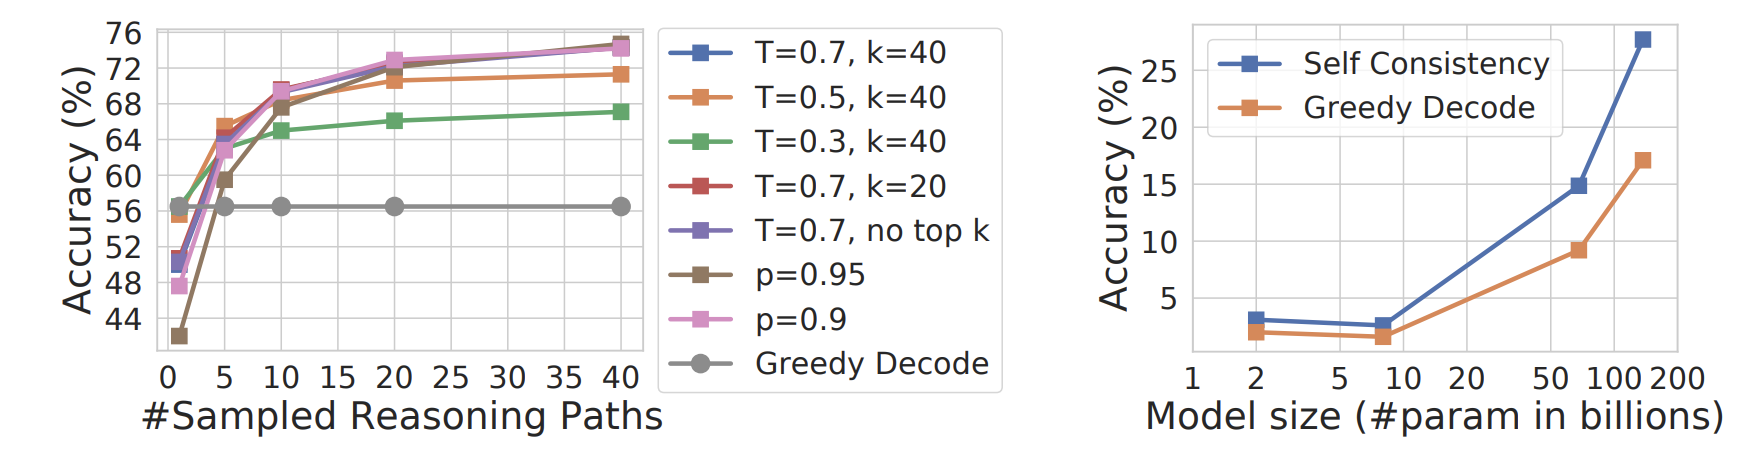 76
72
68
64
60
56
52
48
44
Accuracy (%)
0 5 10 15 20 25 30 35 40
#Sampled Reasoning Paths
T=0.7, k=40
T=0.5, k=40
T=0.3, k=40
T=0.7, k=20
T=0.7, no top k
p=0.95
p=0.9
Greedy Decode
Self Consistency
Greedy Decode
25
20
15
10
5
Accuracy (%)
1 2 5 10 20 50 100 200
Model size (#param in billions)